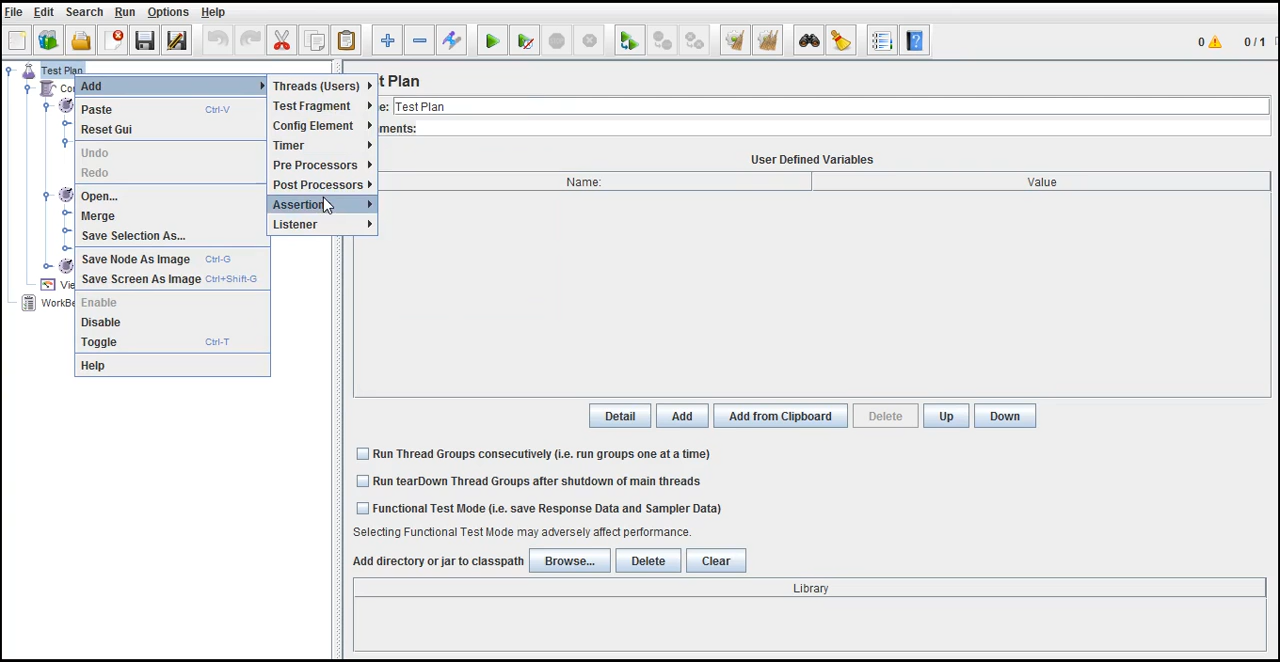 File Edit Search Run Options Help
0 0/1
Test Plan
Add
Paste Ctrl-V
Reset Gui
Undo
Redo
Open...
Merge
Save Selection As...
Save Node As Image Ctrl-G
Save Screen As Image Ctrl+Shift-G
Enable
Disable
Toggle Ctrl-T
Help
Threads (Users)
Test Fragment
Config Element
Timer
Pre Processors
Post Processors
Assertion
Listener
Plan
Test Plan
User Defined Variables
Name: Value
Detail Add Add from Clipboard Delete Up Down
Run Thread Groups consecutively (i.e. run groups one at a time)
Run tearDown Thread Groups after shutdown of main threads
Functional Test Mode (i.e. save Response Data and Sampler Data)
Selecting Functional Test Mode may adversely affect performance.
Add directory or jar to classpath Browse... Delete Clear
Library